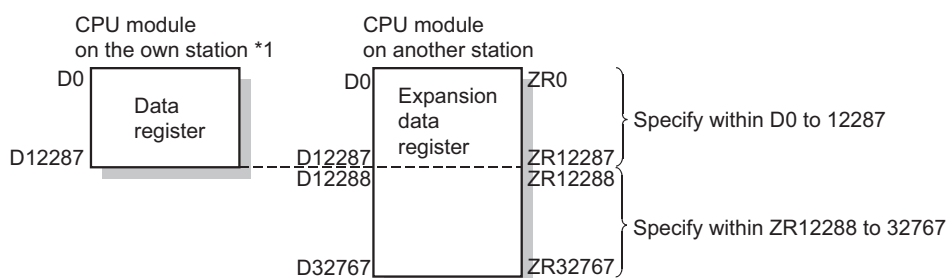 CPU module
on the own station *1
CPU module
on another station
D0
Data
register
D12287
D0
Expansion
data
register
ZR0
D12287
ZR12287
D12288
ZR12288
D32767
ZR32767
Specify within D0 to 12287
Specify within ZR12288 to 32767